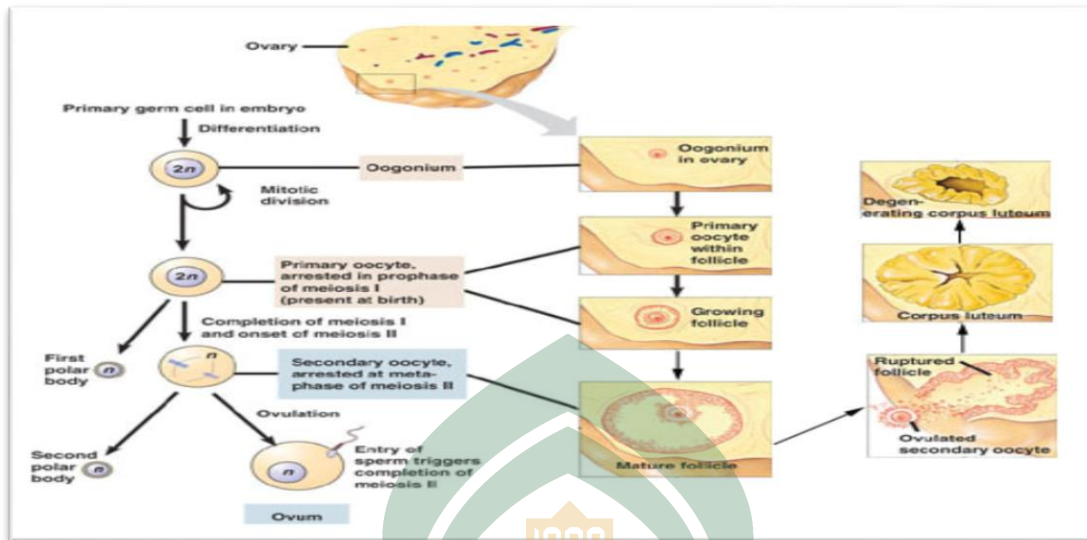 Ovary
Primary germ cell in embryo
Differentiation
2n
Oogonium
Oogonium
in ovary
Mitotic
division
Primary
oocyte
within
follicle
2n
Primary oocyte,
arrested in prophase
of meiosis I
(present at birth)
Growing
follicle
Completion of meiosis I
and onset of meiosis II
First
polar
body
n
n
Secondary oocyte,
arrested at meta-
phase of meiosis II
Ovulation
Mature follicle
Second
polar
body
n
n
Entry of
sperm triggers
completion of
meiosis II
Ovum
Degen-
erating corpus luteum
Corpus luteum
Ruptured
follicle
Ovulated
secondary oocyte